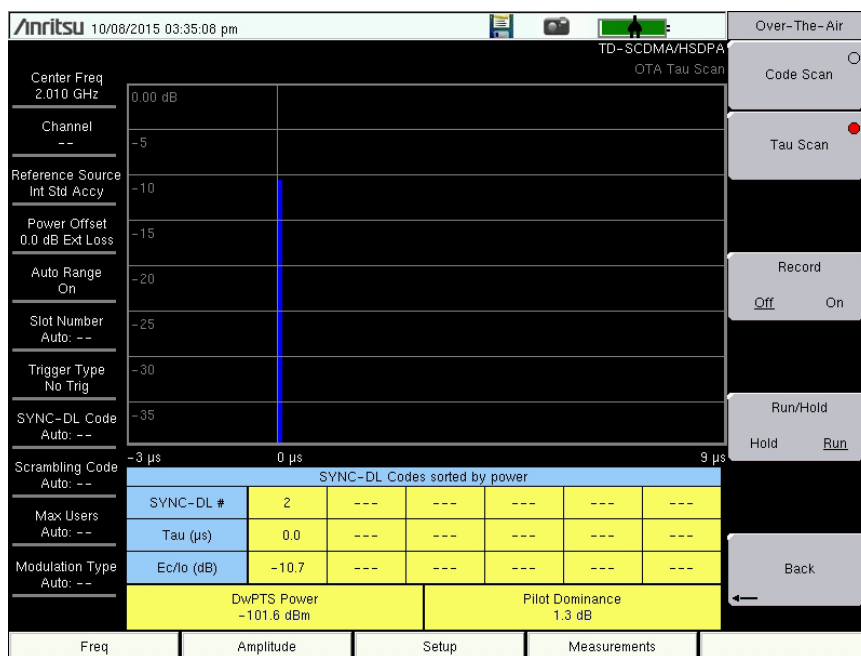 Anritsu 10/08/2015 03:35:08 pm
TD-SCDMA/HSDPA
OTA Tau Scan
Center Freq
2.010 GHz
Channel
--
Reference Source
Int Std Accy
Power Offset
0.0 dB Ext Loss
Auto Range
On
Slot Number
Auto: --
Trigger Type
No Trig
SYNC-DL Code
Auto: --
Scrambling Code
Auto: --
Max Users
Auto: --
Modulation Type
Auto: --
0.00 dB
-5
-10
-15
-20
-25
-30
-35
-3 µs 0 µs 9 µs
SYNC-DL Codes sorted by power
SYNC-DL # 2 --- --- --- --- ---
Tau (µs) 0.0 --- --- --- --- ---
Ec/Io (dB) -10.7 --- --- --- --- ---
DwPTS Power
-101.6 dBm
Pilot Dominance
1.3 dB
Over-The-Air
Code Scan
Tau Scan
Record
Off On
Run/Hold
Hold Run
Back
Freq Amplitude Setup Measurements